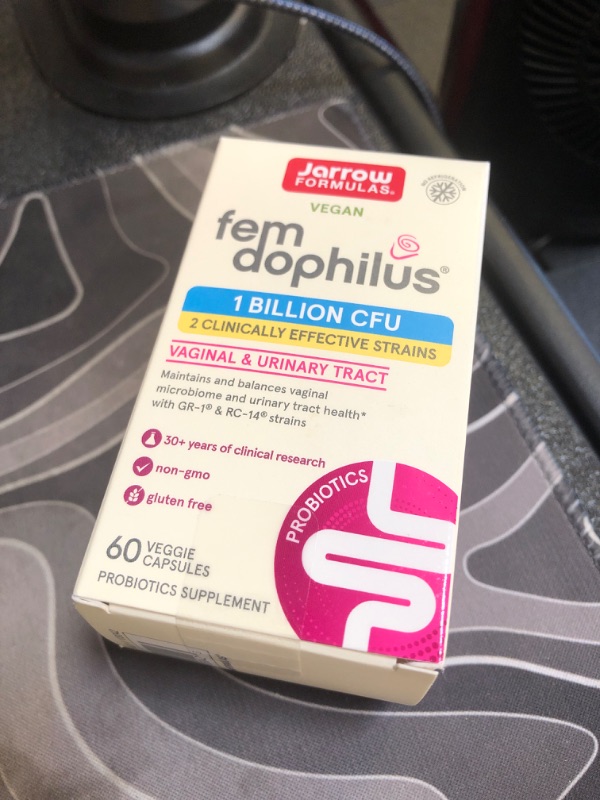 Jarrow
FORMULAS®
NO REFRIGERATION
VEGAN
fem
dophilus®
1 BILLION CFU
2 CLINICALLY EFFECTIVE STRAINS
VAGINAL & URINARY TRACT
Maintains and balances vaginal
microbiome and urinary tract health*
with GR-1® & RC-14® strains
30+ years of clinical research
non-gmo
gluten free
PROBIOTICS
60 VEGGIE
CAPSULES
PROBIOTICS SUPPLEMENT